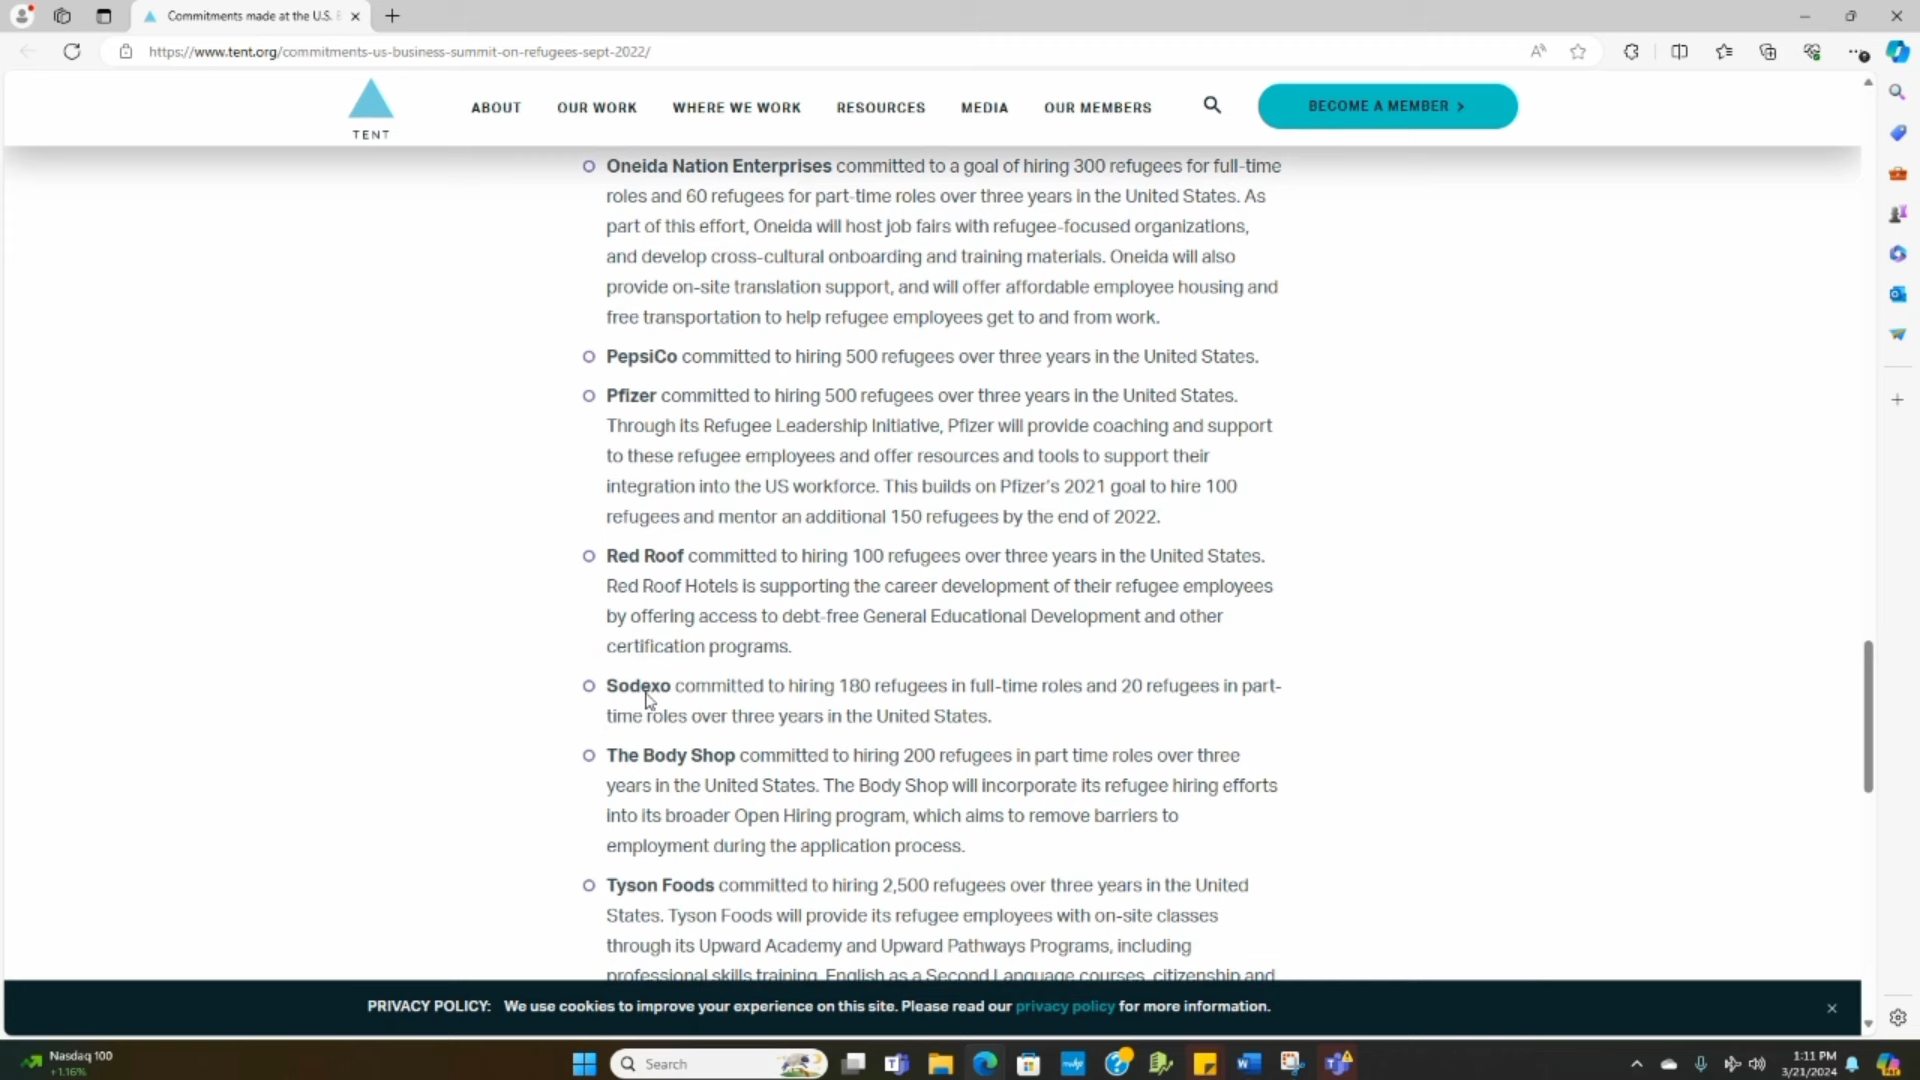 Commitments made at the U.S. B
https://www.tent.org/commitments-us-business-summit-on-refugees-sept-2022/
TENT
ABOUT OUR WORK WHERE WE WORK RESOURCES MEDIA OUR MEMBERS BECOME A MEMBER >
Oneida Nation Enterprises committed to a goal of hiring 300 refugees for full-time
roles and 60 refugees for part-time roles over three years in the United States. As
part of this effort, Oneida will host job fairs with refugee-focused organizations,
and develop cross-cultural onboarding and training materials. Oneida will also
provide on-site translation support, and will offer affordable employee housing and
free transportation to help refugee employees get to and from work.
PepsiCo committed to hiring 500 refugees over three years in the United States.
Pfizer committed to hiring 500 refugees over three years in the United States.
Through its Refugee Leadership Initiative, Pfizer will provide coaching and support
to these refugee employees and offer resources and tools to support their
integration into the US workforce. This builds on Pfizer's 2021 goal to hire 100
refugees and mentor an additional 150 refugees by the end of 2022.
Red Roof committed to hiring 100 refugees over three years in the United States.
Red Roof Hotels is supporting the career development of their refugee employees
by offering access to debt-free General Educational Development and other
certification programs.
Sodexo committed to hiring 180 refugees in full-time roles and 20 refugees in part-
time roles over three years in the United States.
The Body Shop committed to hiring 200 refugees in part time roles over three
years in the United States. The Body Shop will incorporate its refugee hiring efforts
into its broader Open Hiring program, which aims to remove barriers to
employment during the application process.
Tyson Foods committed to hiring 2,500 refugees over three years in the United
States. Tyson Foods will provide its refugee employees with on-site classes
through its Upward Academy and Upward Pathways Programs, including
professional skills training, English as a Second Language courses, citizenship and
PRIVACY POLICY: We use cookies to improve your experience on this site. Please read our privacy policy for more information.
Nasdaq 100
+1.16%
Search
1:11 PM
3/21/2024